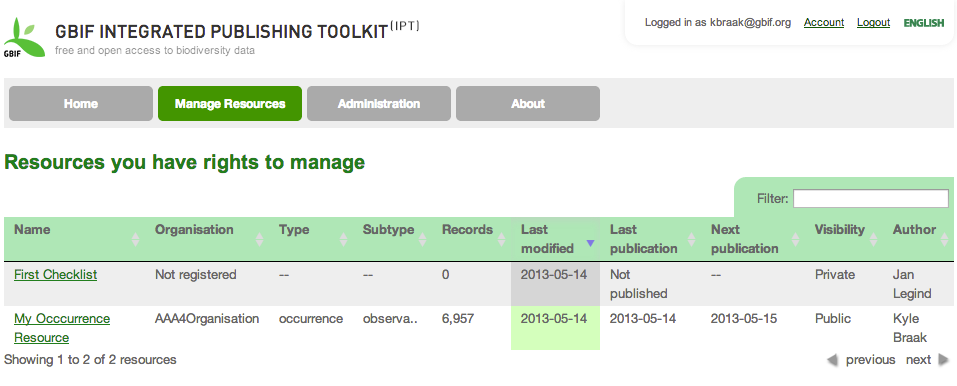 GBIF INTEGRATED PUBLISHING TOOLKIT(IPT)
free and open access to biodiversity data
GBIF
Logged in as kbraak@gbif.org Account Logout ENGLISH
Home Manage Resources Administration About
Resources you have rights to manage
Filter:
Name Organisation Type Subtype Records Last modified Last publication Next publication Visibility Author
First Checklist Not registered -- -- 0 2013-05-14 Not published -- Private Jan Legind
My Occcurrence Resource AAA4Organisation occurrence observa.. 6,957 2013-05-14 2013-05-14 2013-05-15 Public Kyle Braak
Showing 1 to 2 of 2 resources previous next